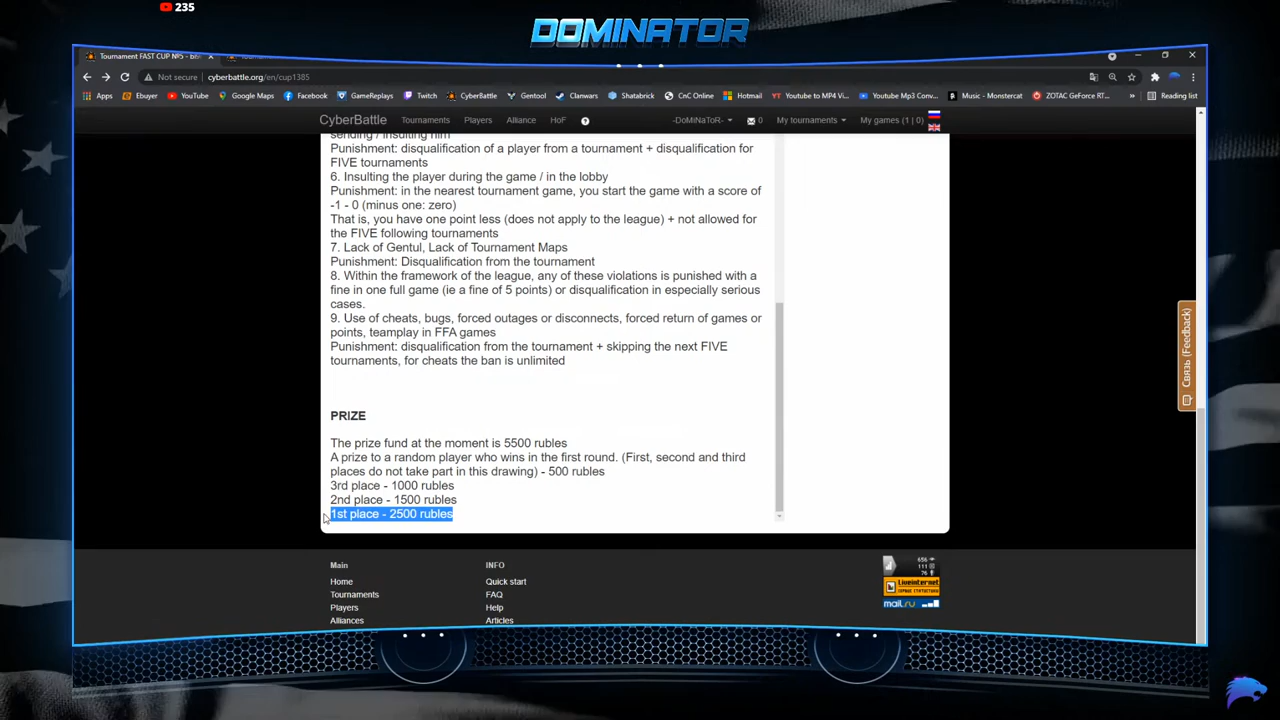 235
DOMINATOR
Tournament FAST CUP №5 -
Not secure
cyberbattle.org/en/cup1385
Apps
Ebuyer
YouTube
Google Maps
Facebook
GameReplays
Twitch
CyberBattle
Gentool
Clanwars
Shatabrick
CnC Online
Hotmail
Youtube to MP4 Vi...
Youtube Mp3 Conv...
Music - Monstercat
ZOTAC GeForce RT...
»
Reading list
CyberBattle
Tournaments
Players
Alliance
HoF
-DoMiNaToR-
0
My tournaments
My games (1 | 0)
sending / insulting him
Punishment: disqualification of a player from a tournament + disqualification for
FIVE tournaments
6. Insulting the player during the game / in the lobby
Punishment: in the nearest tournament game, you start the game with a score of
-1 - 0 (minus one: zero)
That is, you have one point less (does not apply to the league) + not allowed for
the FIVE following tournaments
7. Lack of Gentul, Lack of Tournament Maps
Punishment: Disqualification from the tournament
8. Within the framework of the league, any of these violations is punished with a
fine in one full game (ie a fine of 5 points) or disqualification in especially serious
cases.
9. Use of cheats, bugs, forced outages or disconnects, forced return of games or
points, teamplay in FFA games
Punishment: disqualification from the tournament + skipping the next FIVE
tournaments, for cheats the ban is unlimited
PRIZE
The prize fund at the moment is 5500 rubles
A prize to a random player who wins in the first round. (First, second and third
places do not take part in this drawing) - 500 rubles
3rd place - 1000 rubles
2nd place - 1500 rubles
1st place - 2500 rubles
Связь (Feedback)
Main
Home
Tournaments
Players
Alliances
INFO
Quick start
FAQ
Help
Articles
656
111
76
Liveinternet
mail.ru